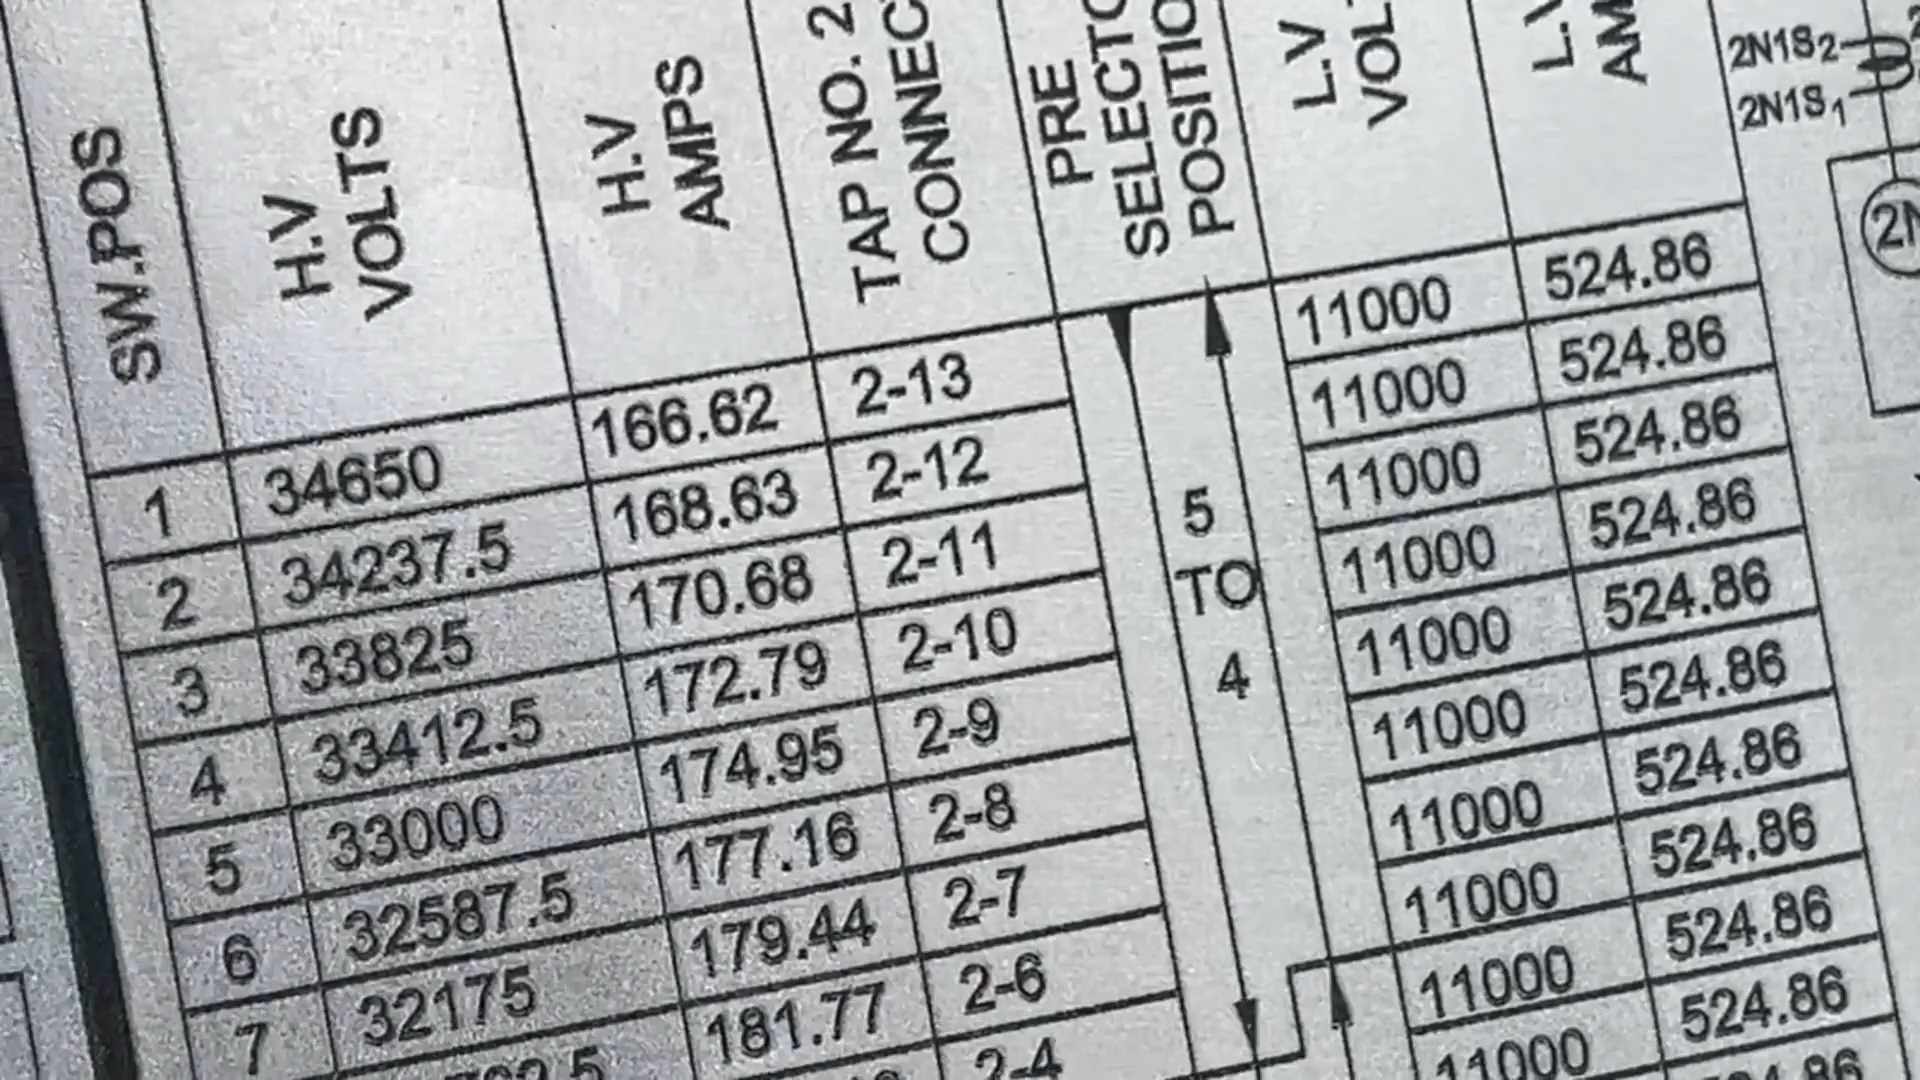 SW.POS
H.V
VOLTS
H.V
AMPS
TAP NO. 2
CONNEC
PRE
SELECTO
POSITIO
L.V
VOL
L.V
AM
2N1S2
2N1S1
2N
1 34650 166.62 2-13 11000 524.86
2 34237.5 168.63 2-12 11000 524.86
3 33825 170.68 2-11 11000 524.86
4 33412.5 172.79 2-10 11000 524.86
5 33000 174.95 2-9 11000 524.86
6 32587.5 177.16 2-8 11000 524.86
7 32175 179.44 2-7 11000 524.86
181.77 2-6 11000 524.86
2-4 11000 524.86
11000 524.86
5
TO
4